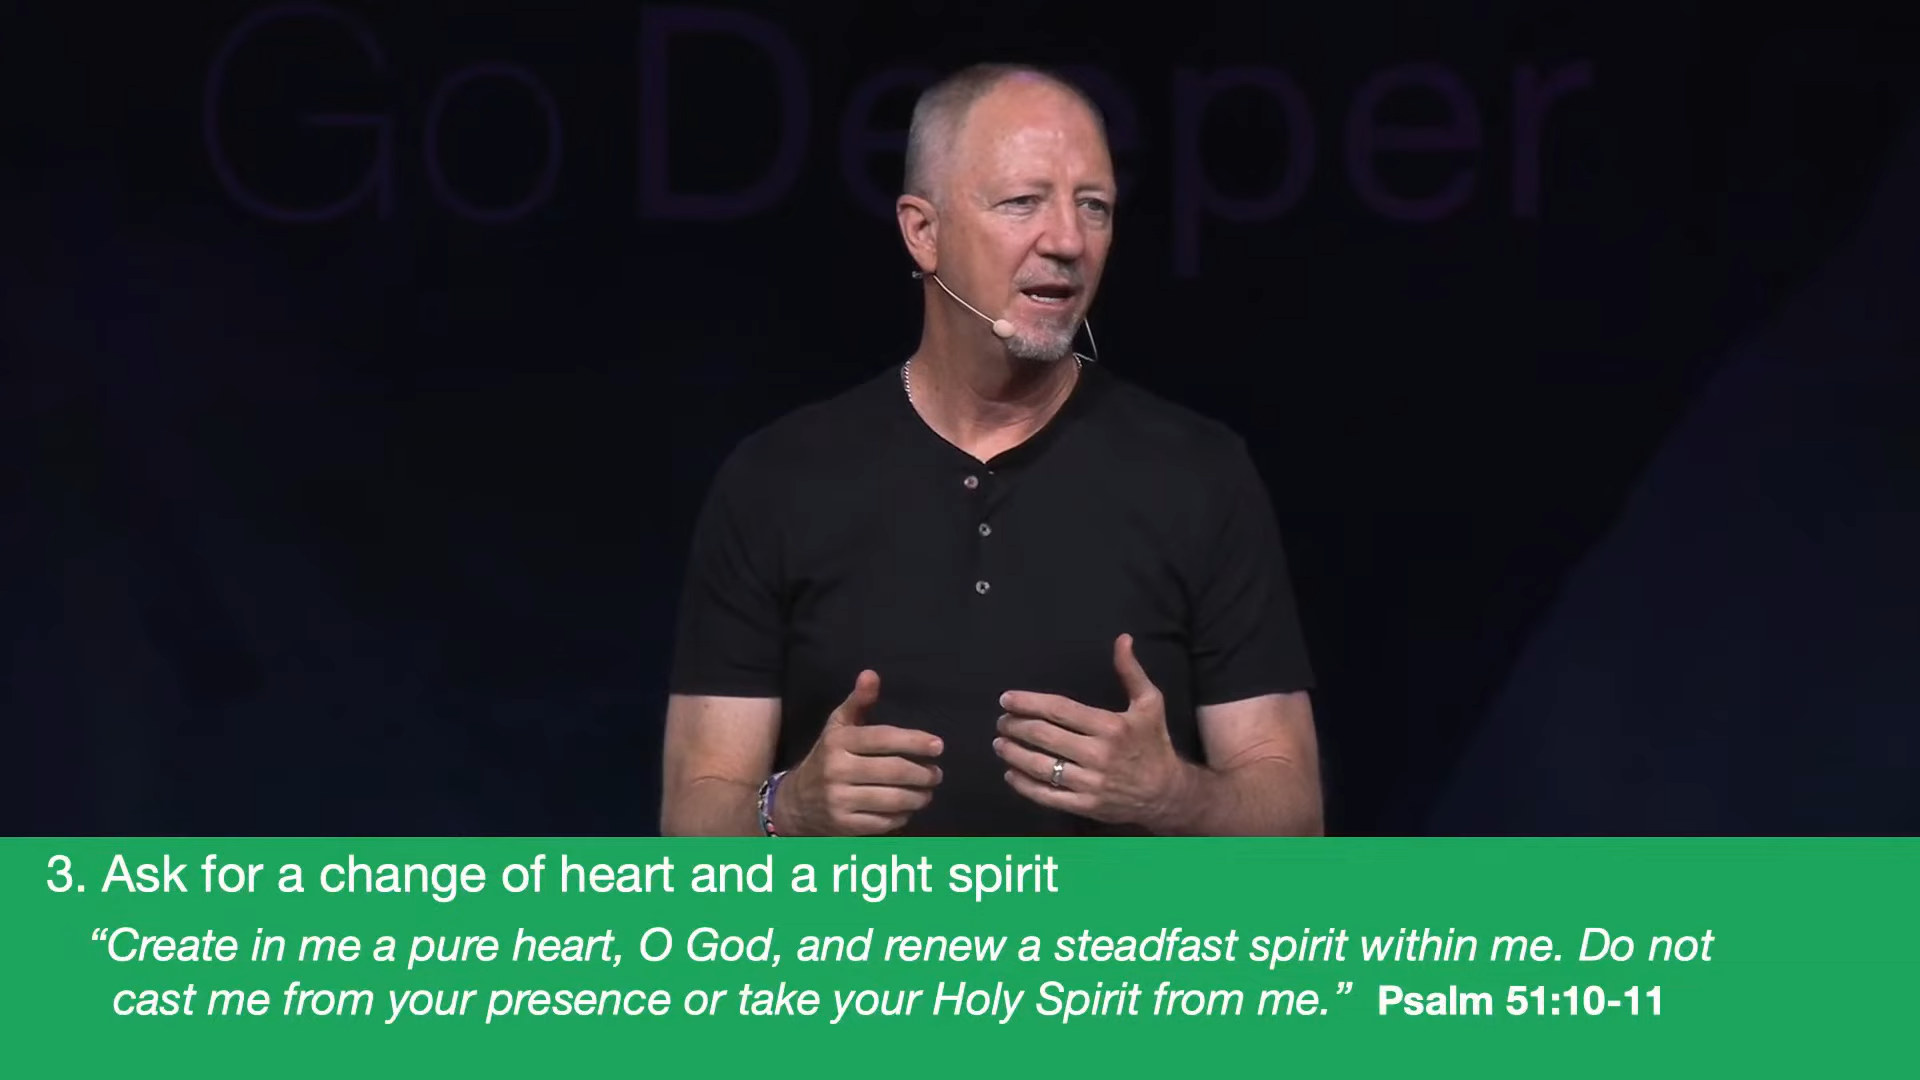 Go Deeper
3. Ask for a change of heart and a right spirit
“Create in me a pure heart, O God, and renew a steadfast spirit within me. Do not
cast me from your presence or take your Holy Spirit from me.” Psalm 51:10-11